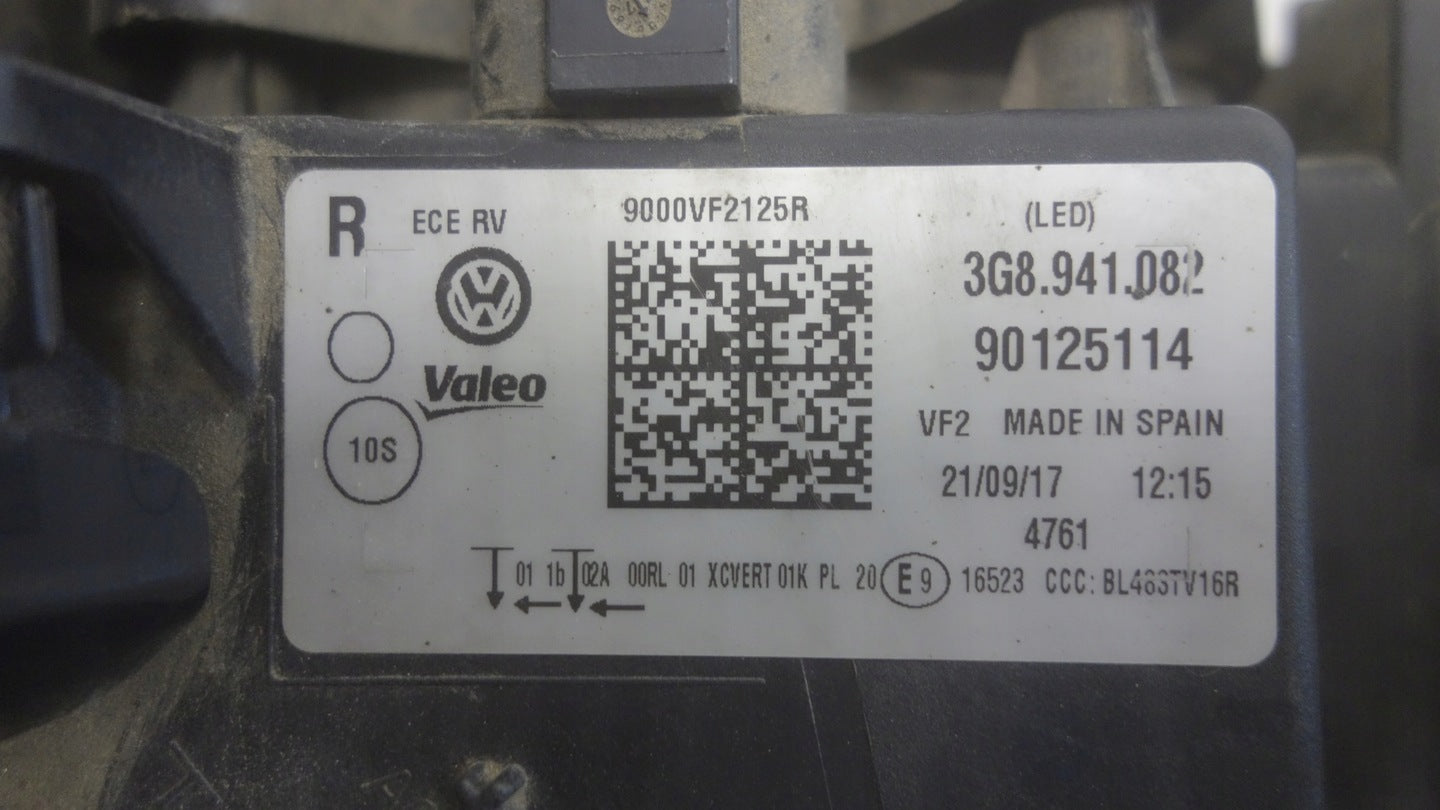 R
ECE RV
9000VF2125R
(LED)
3G8.941.082
90125114
Valeo
10S
VF2 MADE IN SPAIN
21/09/17 12:15
4761
01 1b 02A 00RL 01 XCVERT 01K PL 20 E9 16523 CCC: